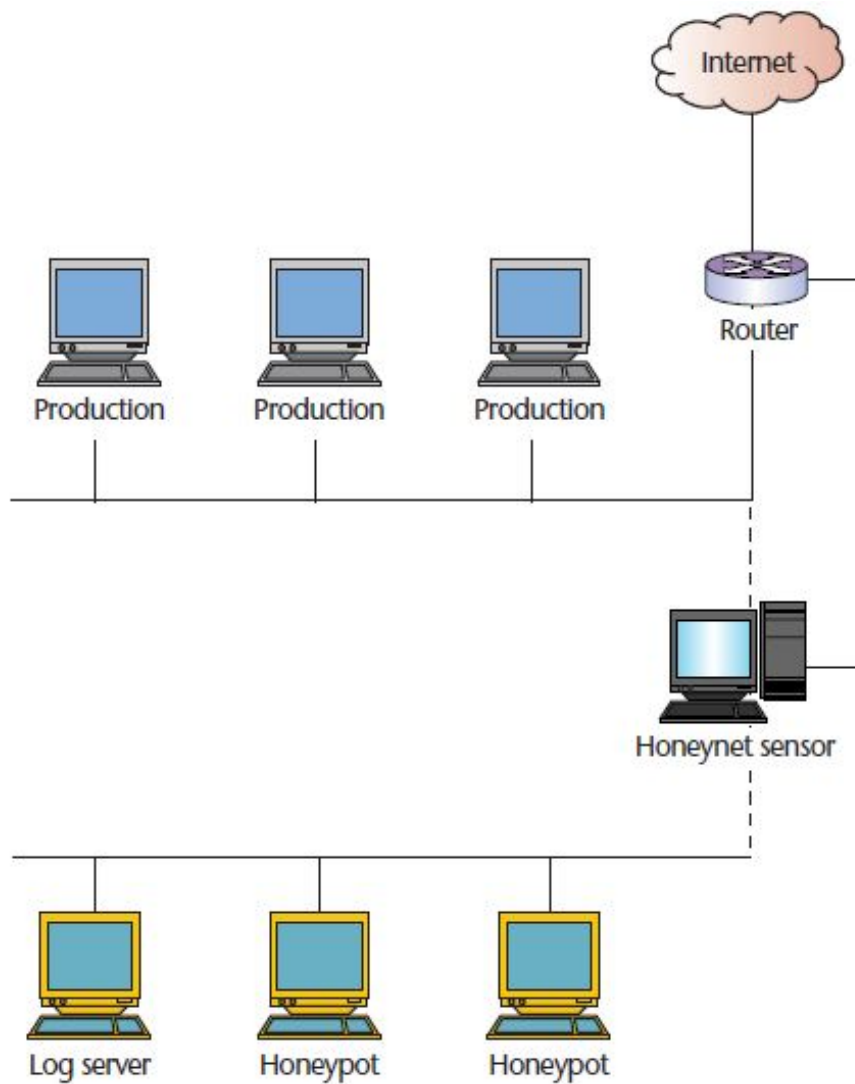 Internet
Router
Production
Production
Production
Honeynet sensor
Log server
Honeypot
Honeypot